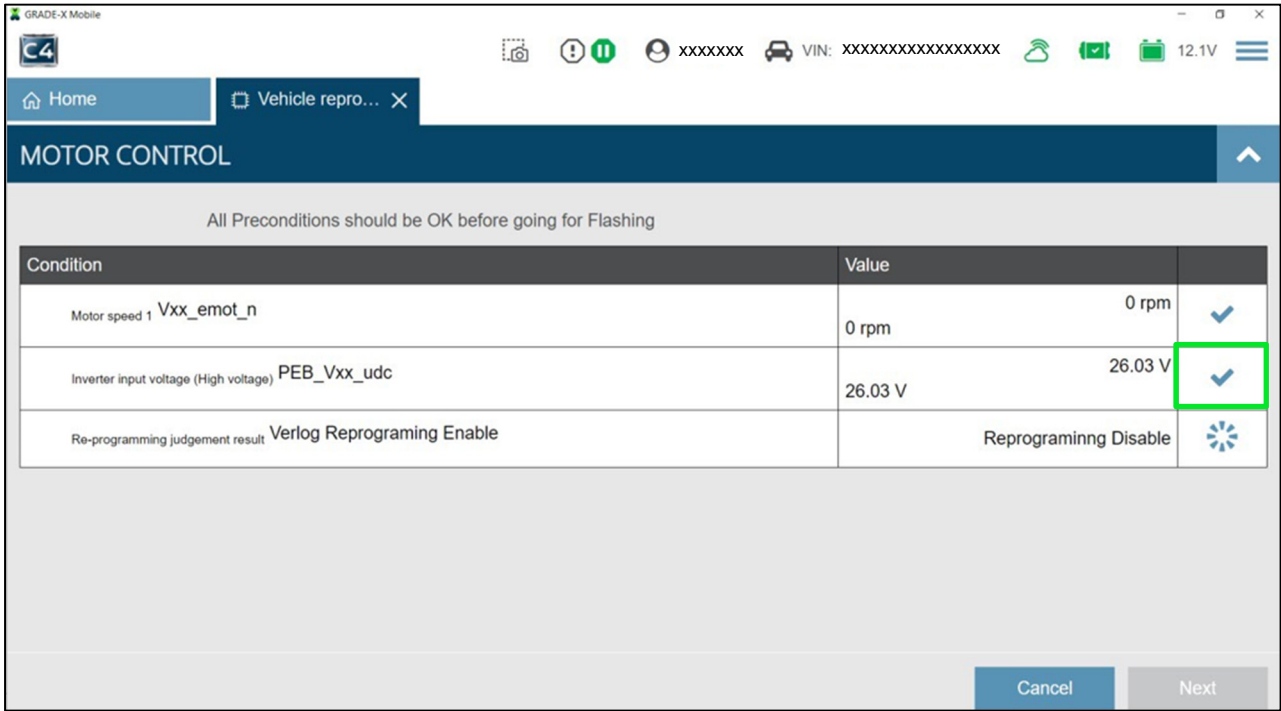 GRADE-X Mobile
C4 xxxxxxx VIN: xxxxxxxxxxxxxxxxx 12.1V
Home Vehicle repro...
MOTOR CONTROL
All Preconditions should be OK before going for Flashing
Condition Value
Motor speed 1 Vxx_emot_n 0 rpm
0 rpm
Inverter input voltage (High voltage) PEB_Vxx_udc 26.03 V
26.03 V
Re-programming judgement result Verlog Reprograming Enable Reprograminng Disable
Cancel Next